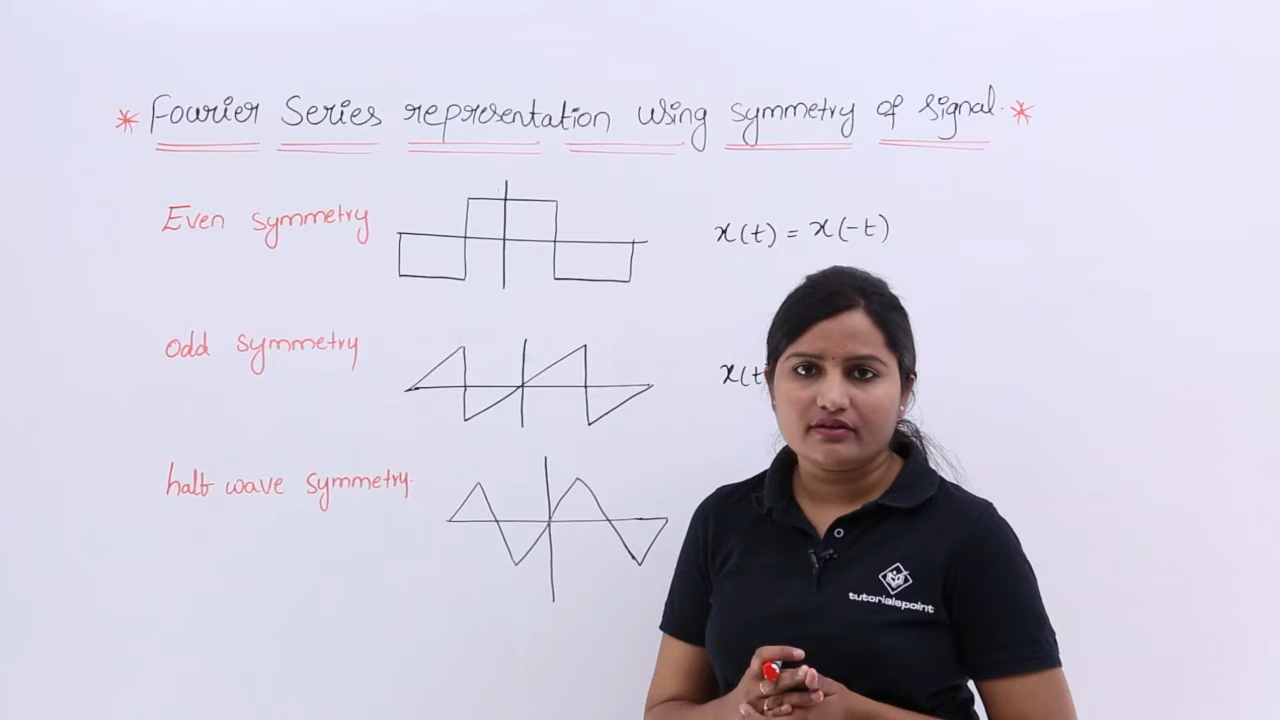 * Fourier Series representation using symmetry of signal. *
Even symmetry
x(t) = x(-t)
odd symmetry
x(t
half wave symmetry.
tutorialspoint